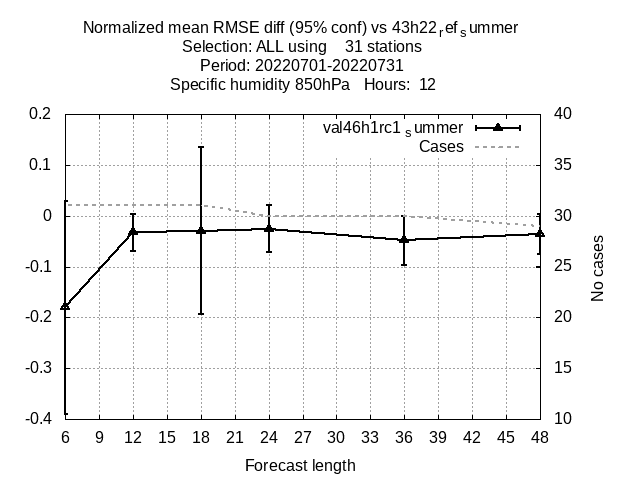 Normalized mean RMSE diff (95% conf) vs 43h22refsummer
Selection: ALL using 31 stations
Period: 20220701-20220731
Specific humidity 850hPa Hours: 12
val46h1rc1summer
Cases
0.2
0.1
0
-0.1
-0.2
-0.3
-0.4
40
35
30
25
20
15
10
No cases
6 9 12 15 18 21 24 27 30 33 36 39 42 45 48
Forecast length